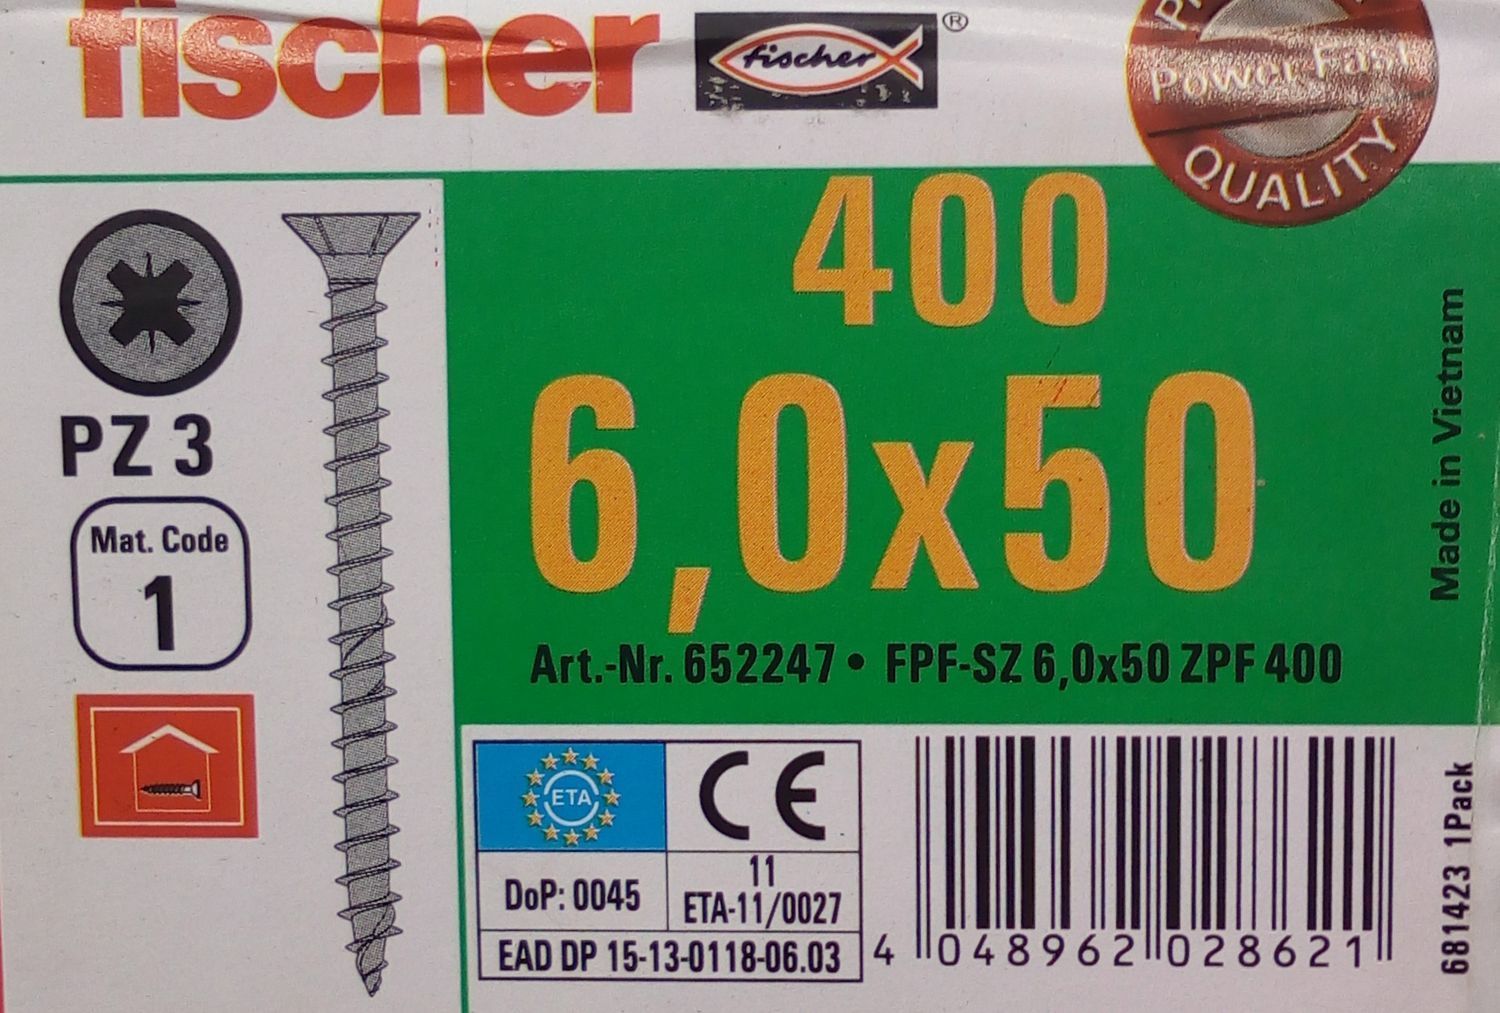 fischer
fischer ®
Power-Fast
QUALITY
PZ 3
Mat. Code
1
400
6,0x50
Art.-Nr. 652247 • FPF-SZ 6,0x50 ZPF 400
Made in Vietnam
ETA
CE
DoP: 0045
11
ETA-11/0027
EAD DP 15-13-0118-06.03
4 048962 028621
681423 1Pack